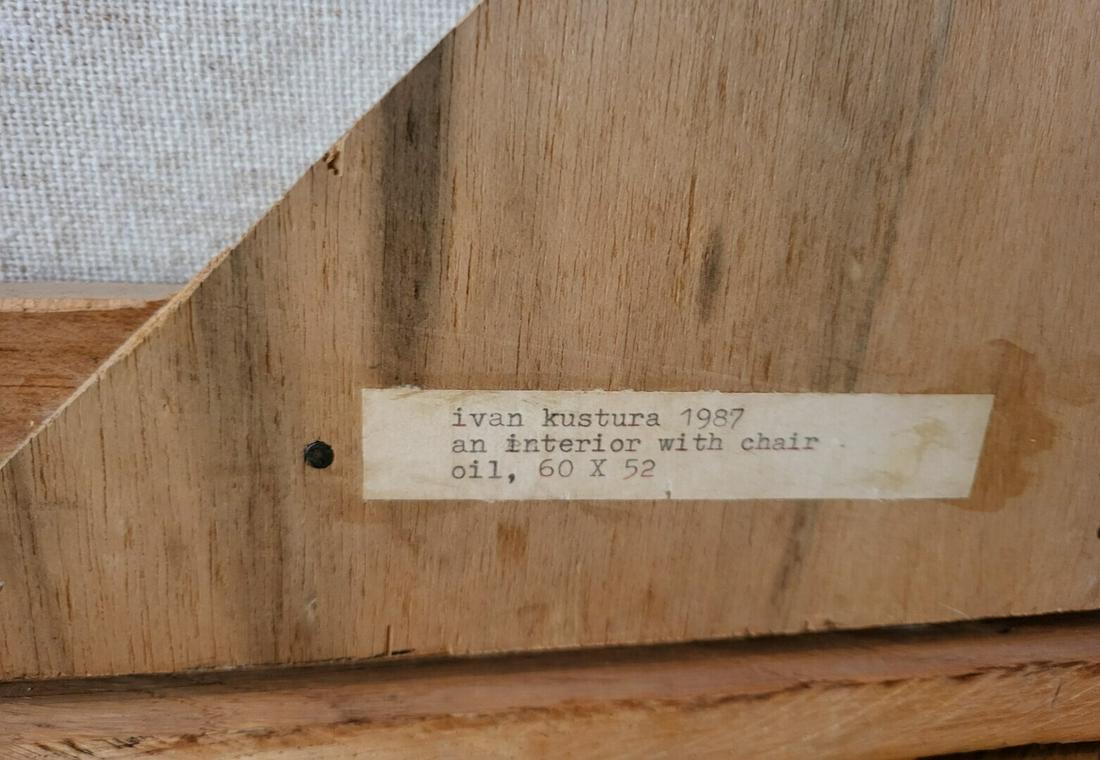 ivan kustura 1987
an interior with chair
oil, 60 X 52